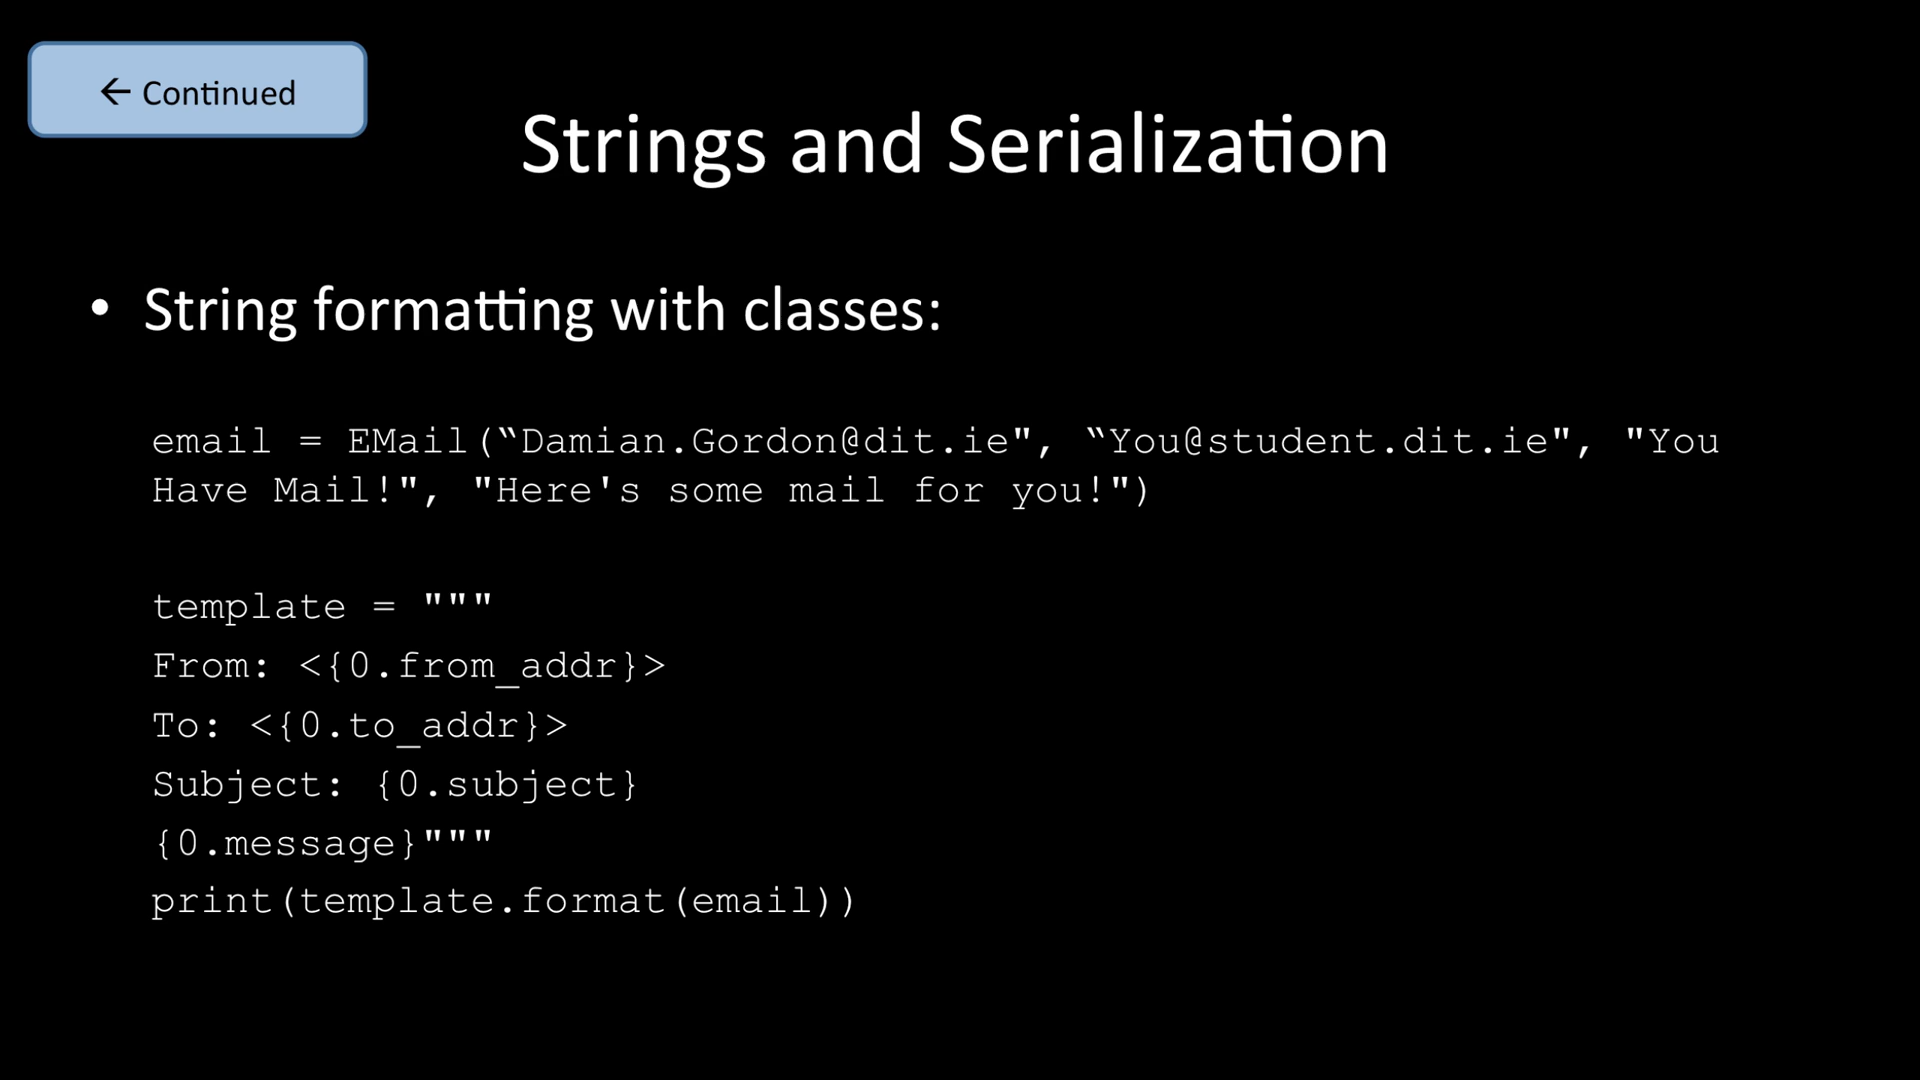 ← Continued
Strings and Serialization
• String formatting with classes:
email = EMail(“Damian.Gordon@dit.ie", “You@student.dit.ie", "You
Have Mail!", "Here's some mail for you!")
template = """
From: <{0.from_addr}>
To: <{0.to_addr}>
Subject: {0.subject}
{0.message}"""
print(template.format(email))